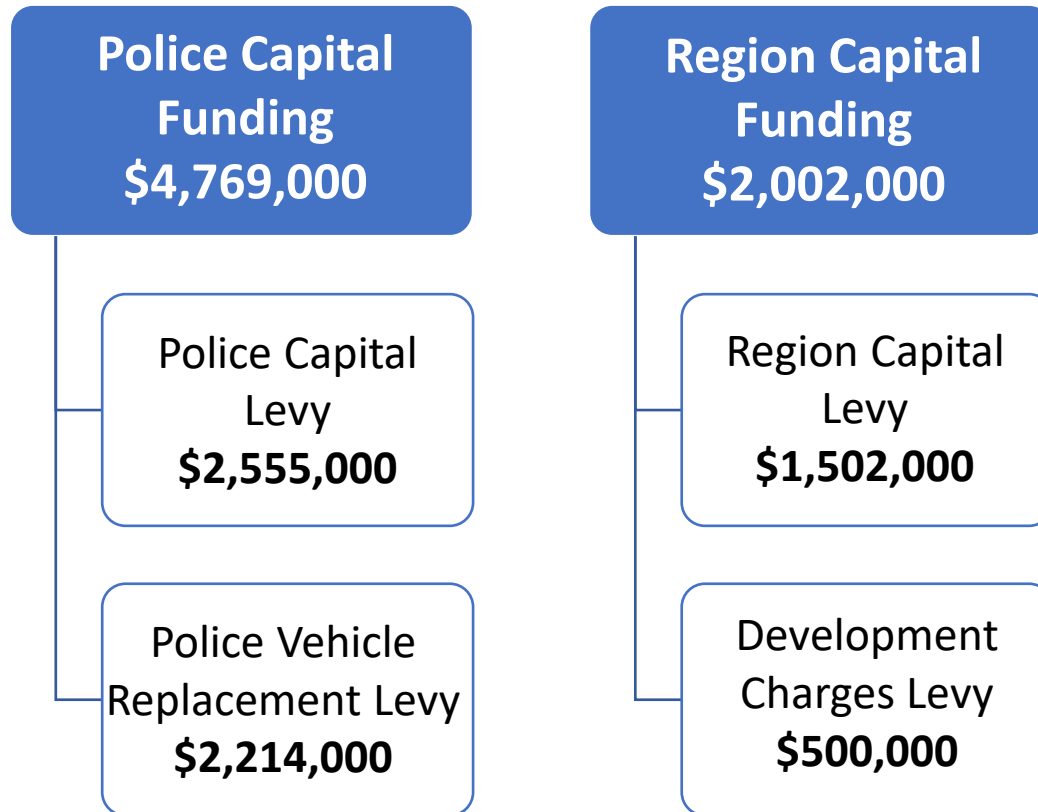 Police Capital
Funding
$4,769,000
Police Capital
Levy
$2,555,000
Police Vehicle
Replacement Levy
$2,214,000
Region Capital
Funding
$2,002,000
Region Capital
Levy
$1,502,000
Development
Charges Levy
$500,000